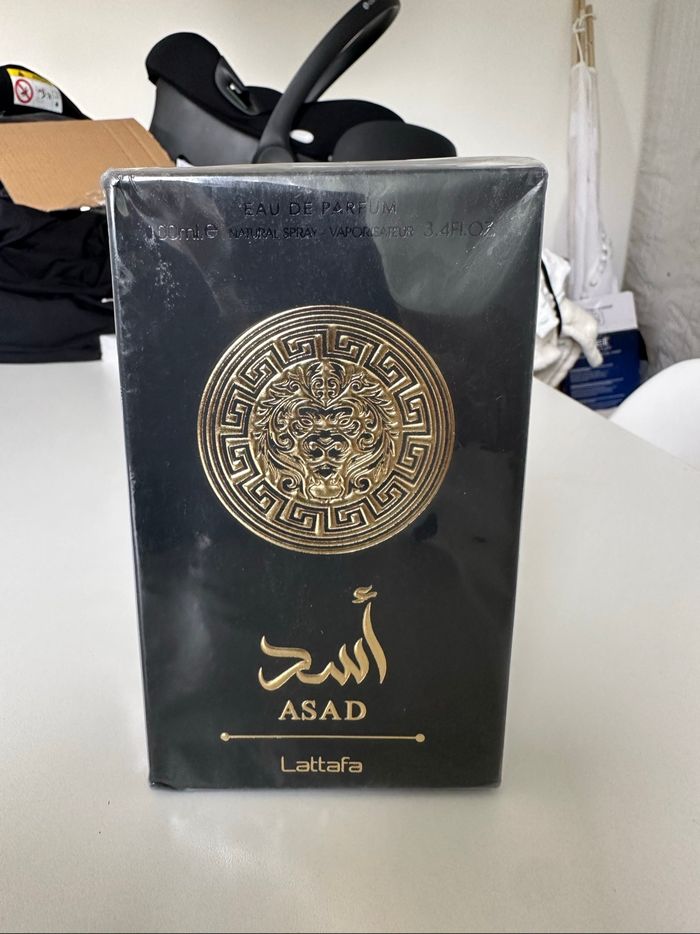 EAU DE PARFUM
100ml.e NATURAL SPRAY - VAPORISATEUR 3.4FL.OZ
أسد
ASAD
Lattafa